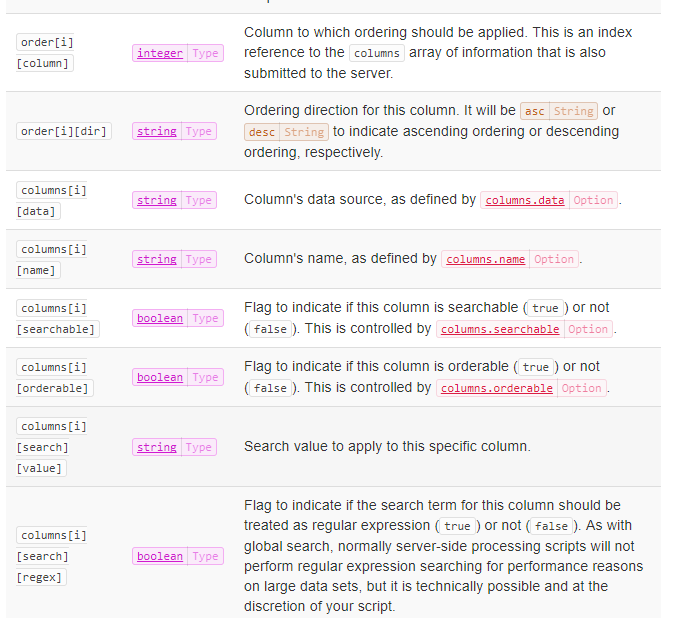 order[i]
[column]
integer Type
Column to which ordering should be applied. This is an index
reference to the columns array of information that is also
submitted to the server.
order[i][dir]
string Type
Ordering direction for this column. It will be asc String or
desc String to indicate ascending ordering or descending
ordering, respectively.
columns[i]
[data]
string Type
Column's data source, as defined by columns.data Option.
columns[i]
[name]
string Type
Column's name, as defined by columns.name Option.
columns[i]
[searchable]
boolean Type
Flag to indicate if this column is searchable (true) or not
(false). This is controlled by columns.searchable Option.
columns[i]
[orderable]
boolean Type
Flag to indicate if this column is orderable (true) or not
(false). This is controlled by columns.orderable Option.
columns[i]
[search]
[value]
string Type
Search value to apply to this specific column.
columns[i]
[search]
[regex]
boolean Type
Flag to indicate if the search term for this column should be
treated as regular expression (true) or not (false). As with
global search, normally server-side processing scripts will not
perform regular expression searching for performance reasons
on large data sets, but it is technically possible and at the
discretion of your script.